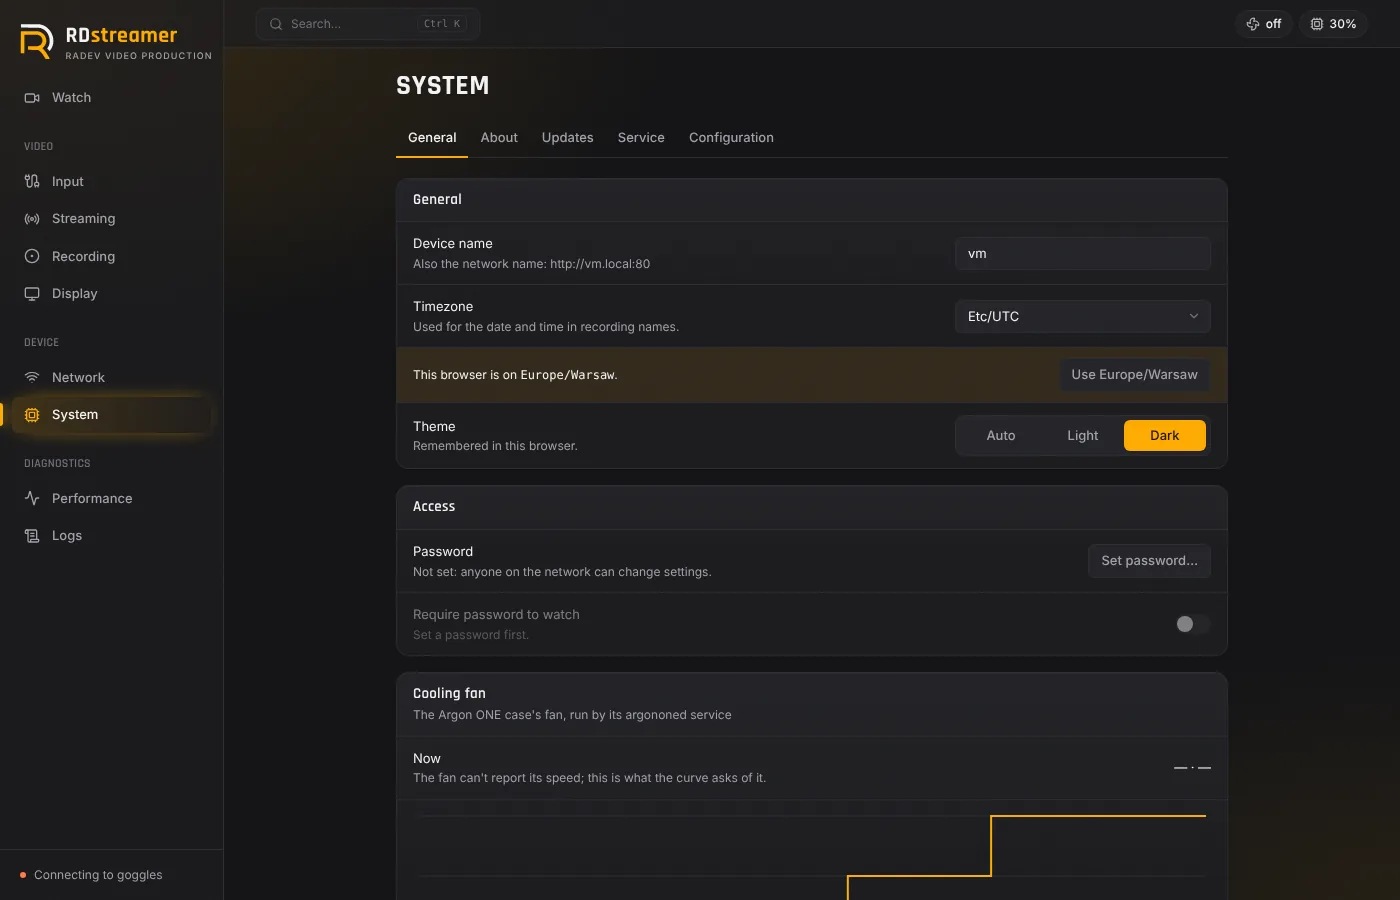 RDstreamer
RADEV VIDEO PRODUCTION
Search...
Ctrl K
off
30%
Watch
VIDEO
Input
Streaming
Recording
Display
DEVICE
Network
System
DIAGNOSTICS
Performance
Logs
Connecting to goggles
SYSTEM
General
About
Updates
Service
Configuration
General
Device name
Also the network name: http://vm.local:80
vm
Timezone
Used for the date and time in recording names.
Etc/UTC
This browser is on Europe/Warsaw.
Use Europe/Warsaw
Theme
Remembered in this browser.
Auto
Light
Dark
Access
Password
Not set: anyone on the network can change settings.
Set password...
Require password to watch
Set a password first.
Cooling fan
The Argon ONE case's fan, run by its argononed service
Now
The fan can't report its speed; this is what the curve asks of it.
— · —